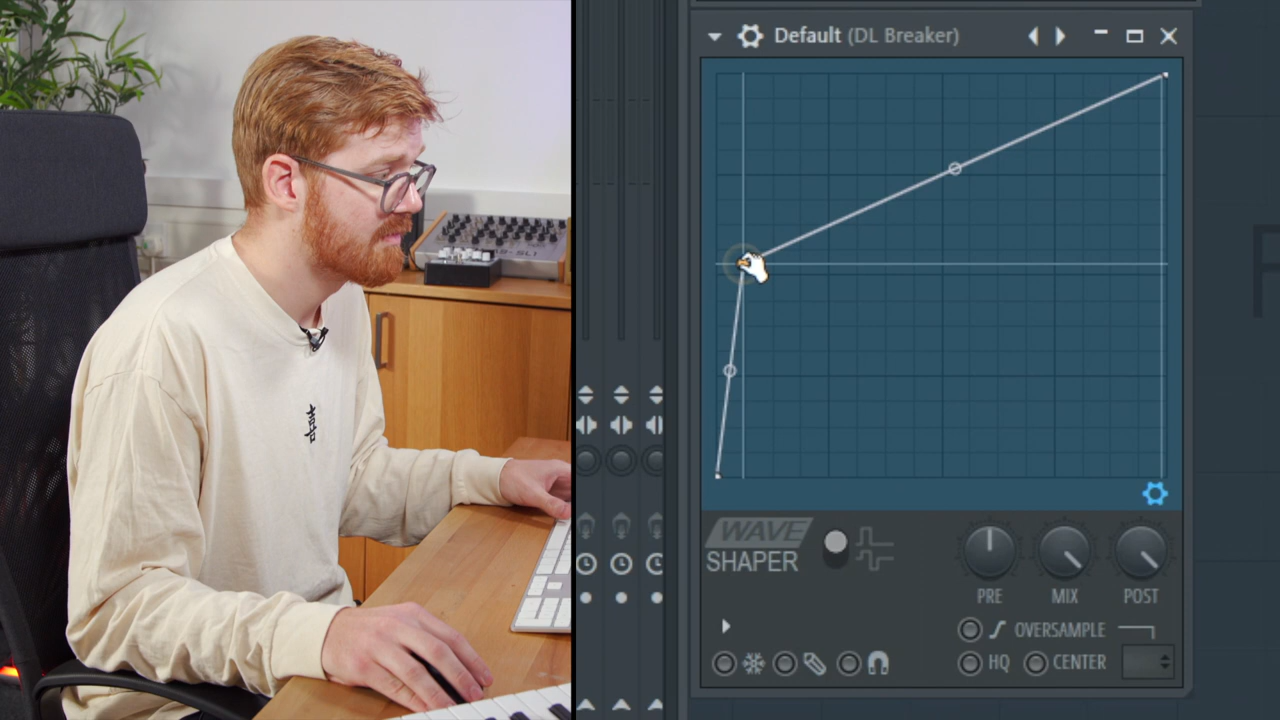 Default (DL Breaker)
WAVE
SHAPER
PRE
MIX
POST
OVERSAMPLE
HQ
CENTER